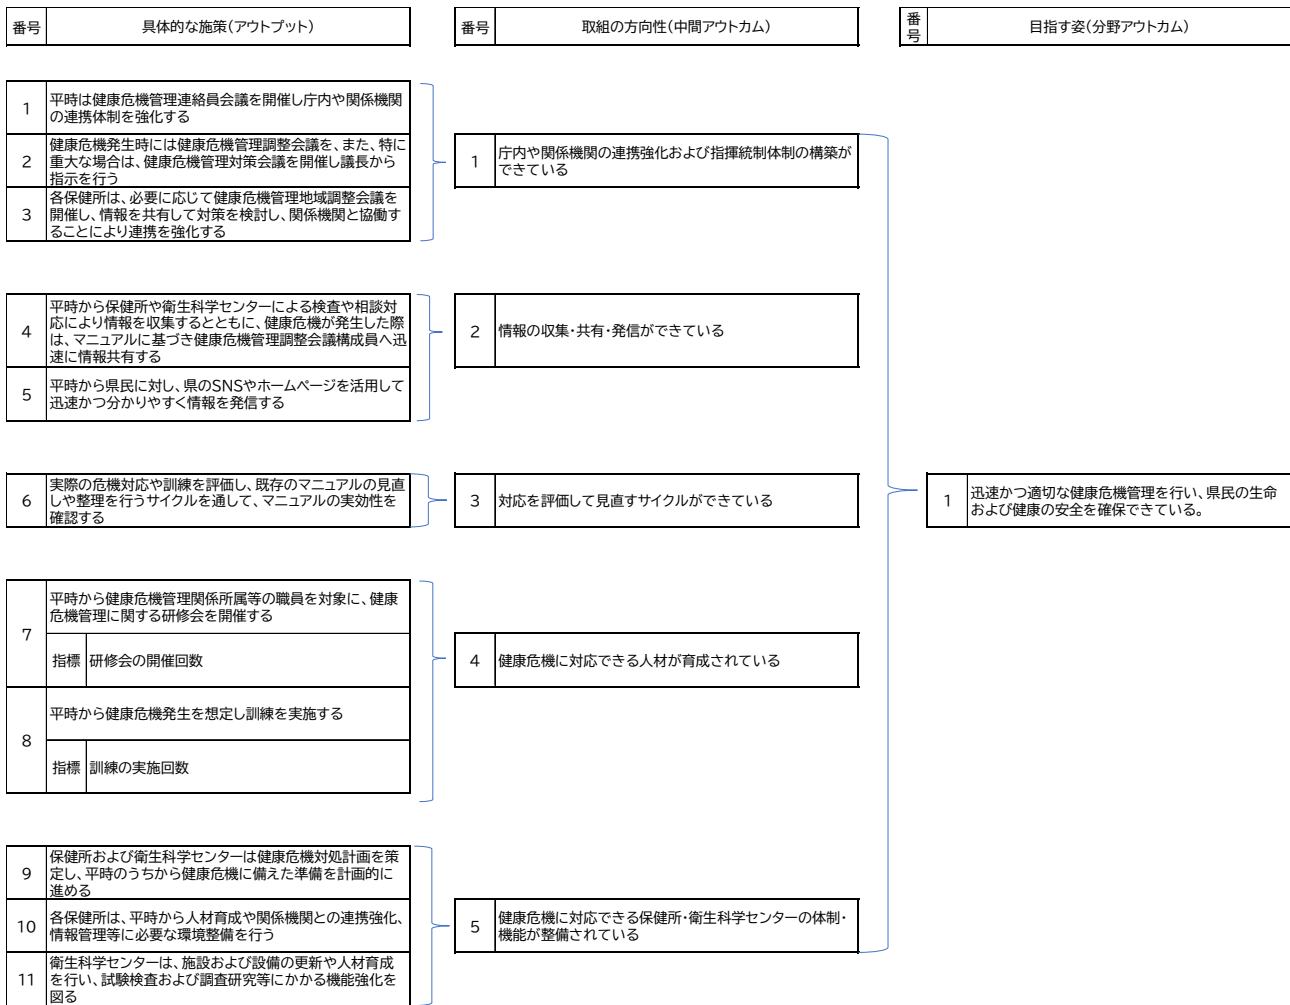 番号
具体的な施策(アウトプット)
番号
取組の方向性(中間アウトカム)
番
号
目指す姿(分野アウトカム)
1
平時は健康危機管理連絡員会議を開催し庁内や関係機関
の連携体制を強化する
2
健康危機発生時には健康危機管理調整会議を、また、特に
重大な場合は、健康危機管理対策会議を開催し議長から
指示を行う
3
各保健所は、必要に応じて健康危機管理地域調整会議を
開催し、情報を共有して対策を検討し、関係機関と協働す
ることにより連携を強化する
1
庁内や関係機関の連携強化および指揮統制体制の構築が
できている
4
平時から保健所や衛生科学センターによる検査や相談対
応により情報を収集するとともに、健康危機が発生した際
は、マニュアルに基づき健康危機管理調整会議構成員へ迅
速に情報共有する
5
平時から県民に対し、県のSNSやホームページを活用して
迅速かつ分かりやすく情報を発信する
2
情報の収集・共有・発信ができている
6
実際の危機対応や訓練を評価し、既存のマニュアルの見直
しや整理を行うサイクルを通して、マニュアルの実効性を
確認する
3
対応を評価して見直すサイクルができている
1
迅速かつ適切な健康危機管理を行い、県民の生命
および健康の安全を確保できている。
7
平時から健康危機管理関係所属等の職員を対象に、健康
危機管理に関する研修会を開催する
指標
研修会の開催回数
8
平時から健康危機発生を想定し訓練を実施する
指標
訓練の実施回数
4
健康危機に対応できる人材が育成されている
9
保健所および衛生科学センターは健康危機対処計画を策
定し、平時のうちから健康危機に備えた準備を計画的に
進める
10
各保健所は、平時から人材育成や関係機関との連携強化、
情報管理等に必要な環境整備を行う
11
衛生科学センターは、施設および設備の更新や人材育成
を行い、試験検査および調査研究等にかかる機能強化を
図る
5
健康危機に対応できる保健所・衛生科学センターの体制・
機能が整備されている